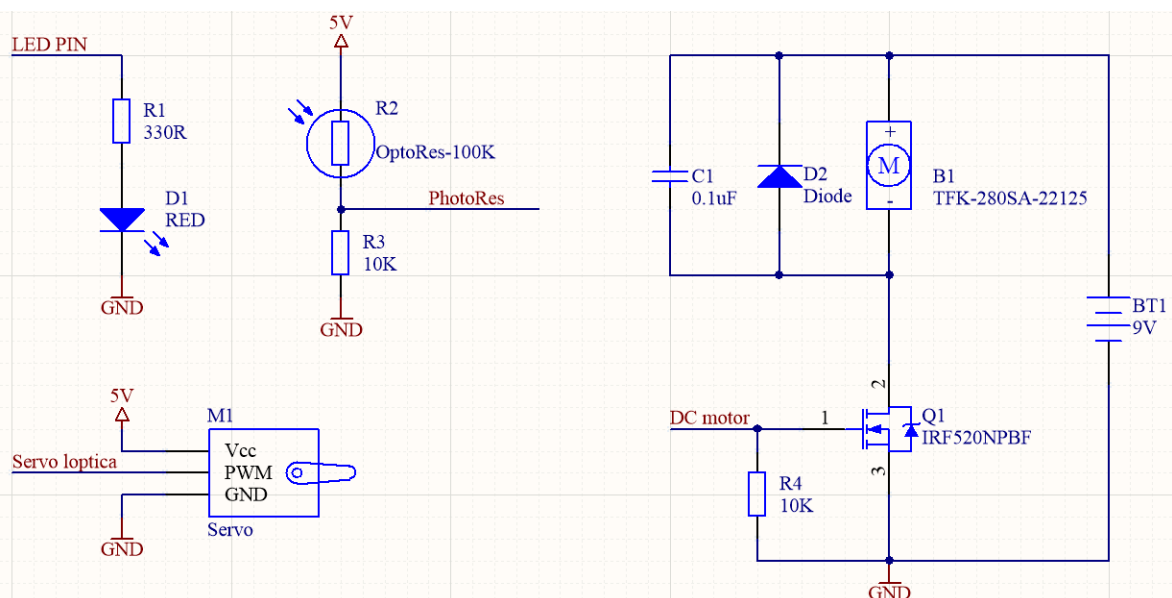 LED PIN
R1
330R
D1
RED
GND
5V
R2
OptoRes-100K
PhotoRes
R3
10K
GND
5V
M1
Vcc
Servo loptica
PWM
GND
Servo
GND
C1
0.1uF
D2
Diode
+
M
-
B1
TFK-280SA-22125
BT1
9V
DC motor
1
2
Q1
IRF520NPBF
3
R4
10K
GND